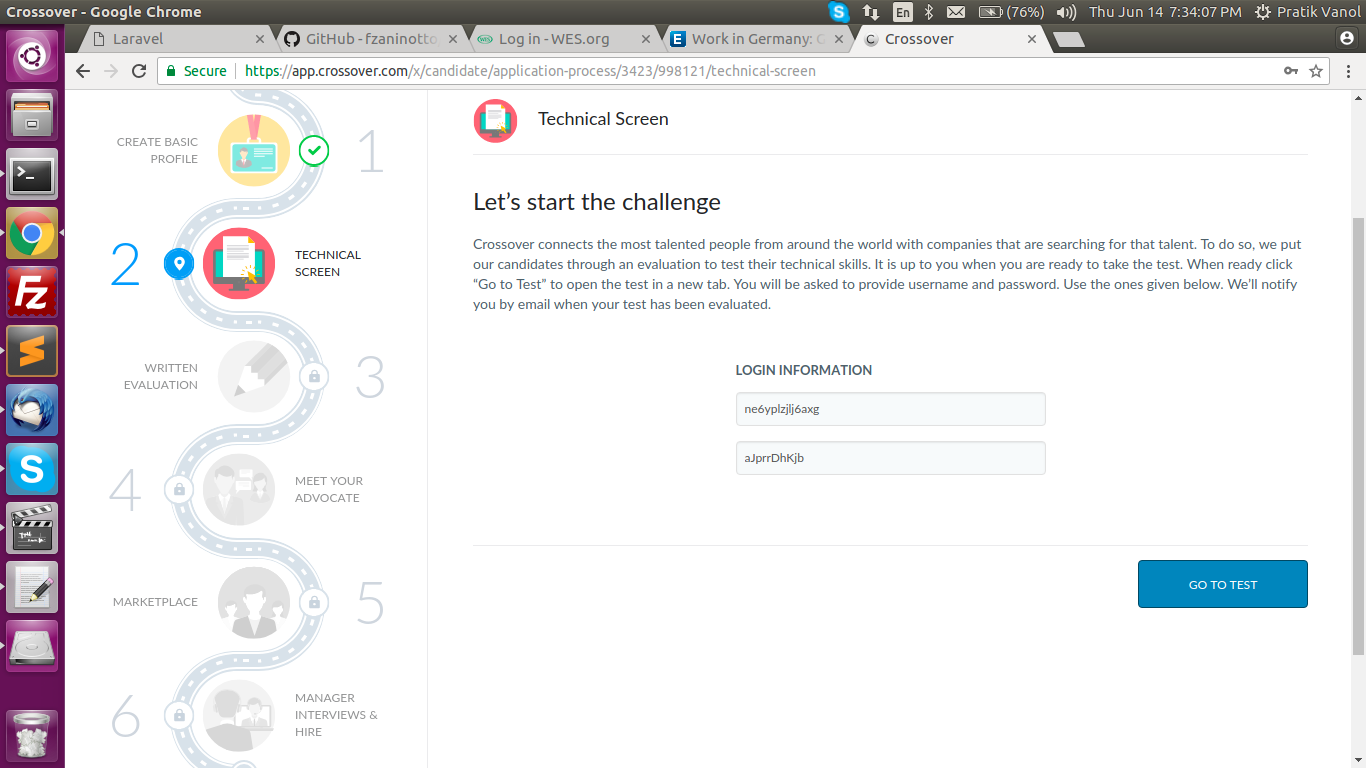 Crossover - Google Chrome
En
(76%)
Thu Jun 14 7:34:07 PM
Pratik Vanol
Laravel
GitHub - fzaninotto
Log in - WES.org
Work in Germany:
Crossover
Secure
https://app.crossover.com/x/candidate/application-process/3423/998121/technical-screen
CREATE BASIC
PROFILE
1
2
TECHNICAL
SCREEN
WRITTEN
EVALUATION
3
4
MEET YOUR
ADVOCATE
MARKETPLACE
5
6
MANAGER
INTERVIEWS &
HIRE
Technical Screen
Let's start the challenge
Crossover connects the most talented people from around the world with companies that are searching for that talent. To do so, we put
our candidates through an evaluation to test their technical skills. It is up to you when you are ready to take the test. When ready click
“Go to Test” to open the test in a new tab. You will be asked to provide username and password. Use the ones given below. We'll notify
you by email when your test has been evaluated.
LOGIN INFORMATION
ne6yplzjlj6axg
aJprrDhKjb
GO TO TEST